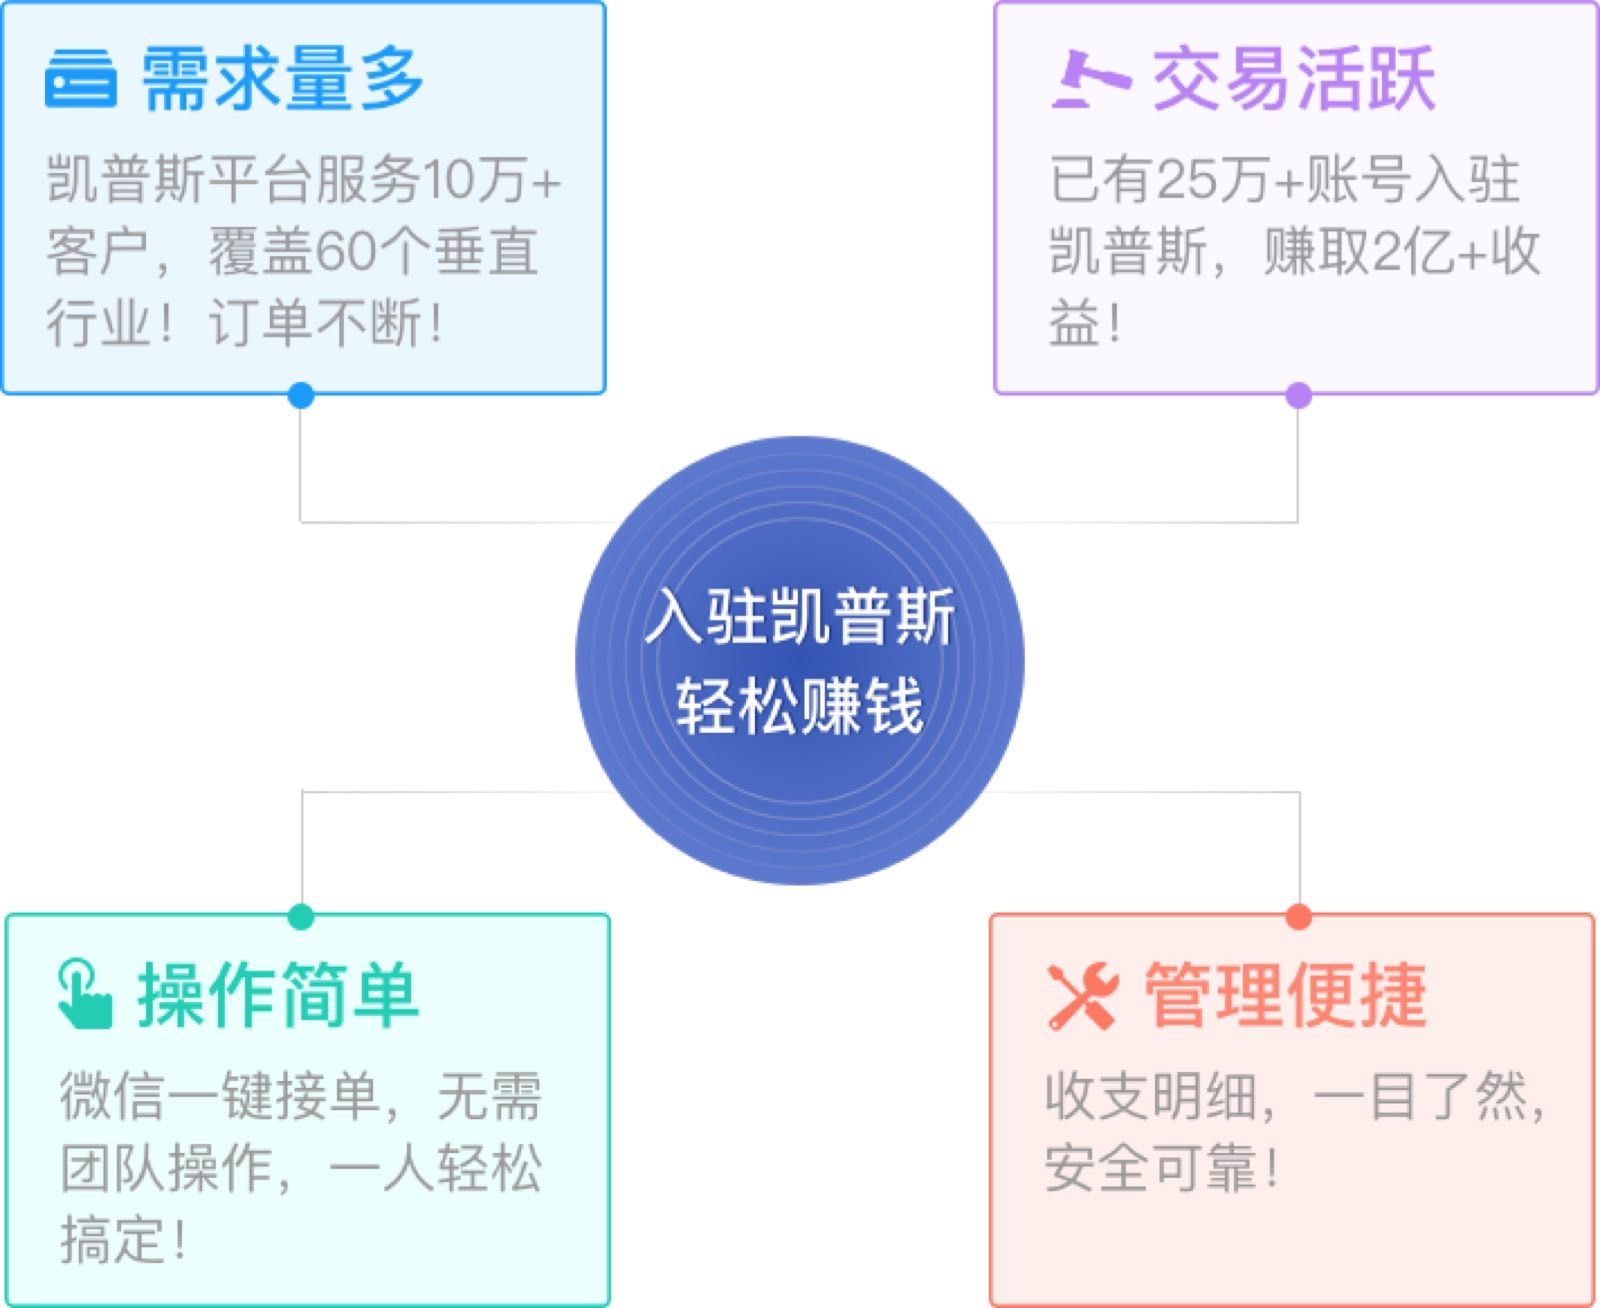 需求量多
凯普斯平台服务10万+
客户，覆盖60个垂直
行业！订单不断！
交易活跃
已有25万+账号入驻
凯普斯，赚取2亿+收
益！
入驻凯普斯
轻松赚钱
操作简单
微信一键接单，无需
团队操作，一人轻松
搞定！
管理便捷
收支明细，一目了然，
安全可靠！